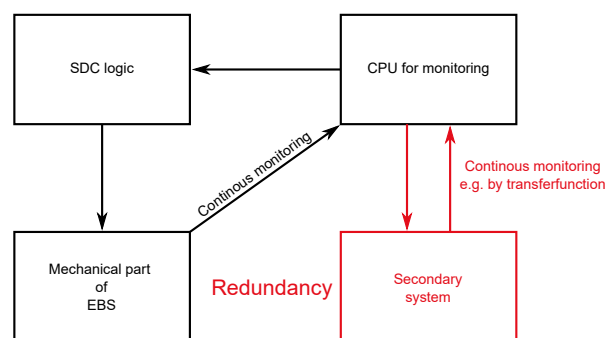 SDC logic
CPU for monitoring
Continous monitoring
Continous monitoring
e.g. by transferfunction
Mechanical part
of
EBS
Redundancy
Secondary
system